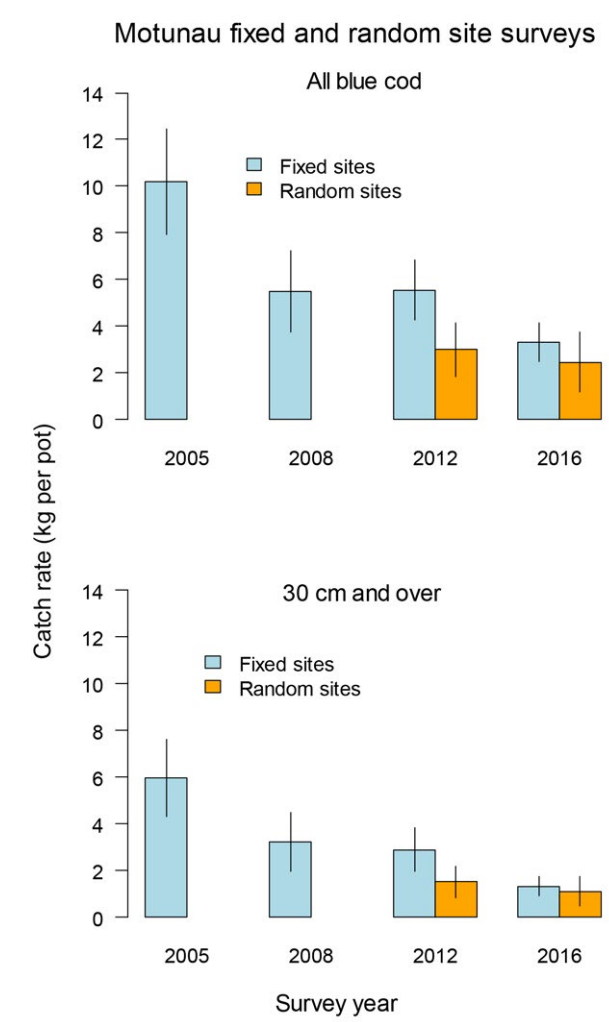 Motunau fixed and random site surveys
All blue cod
14
12
10
8
6
4
2
0
Fixed sites
Random sites
2005 2008 2012 2016
Catch rate (kg per pot)
30 cm and over
14
12
10
8
6
4
2
0
Fixed sites
Random sites
2005 2008 2012 2016
Survey year